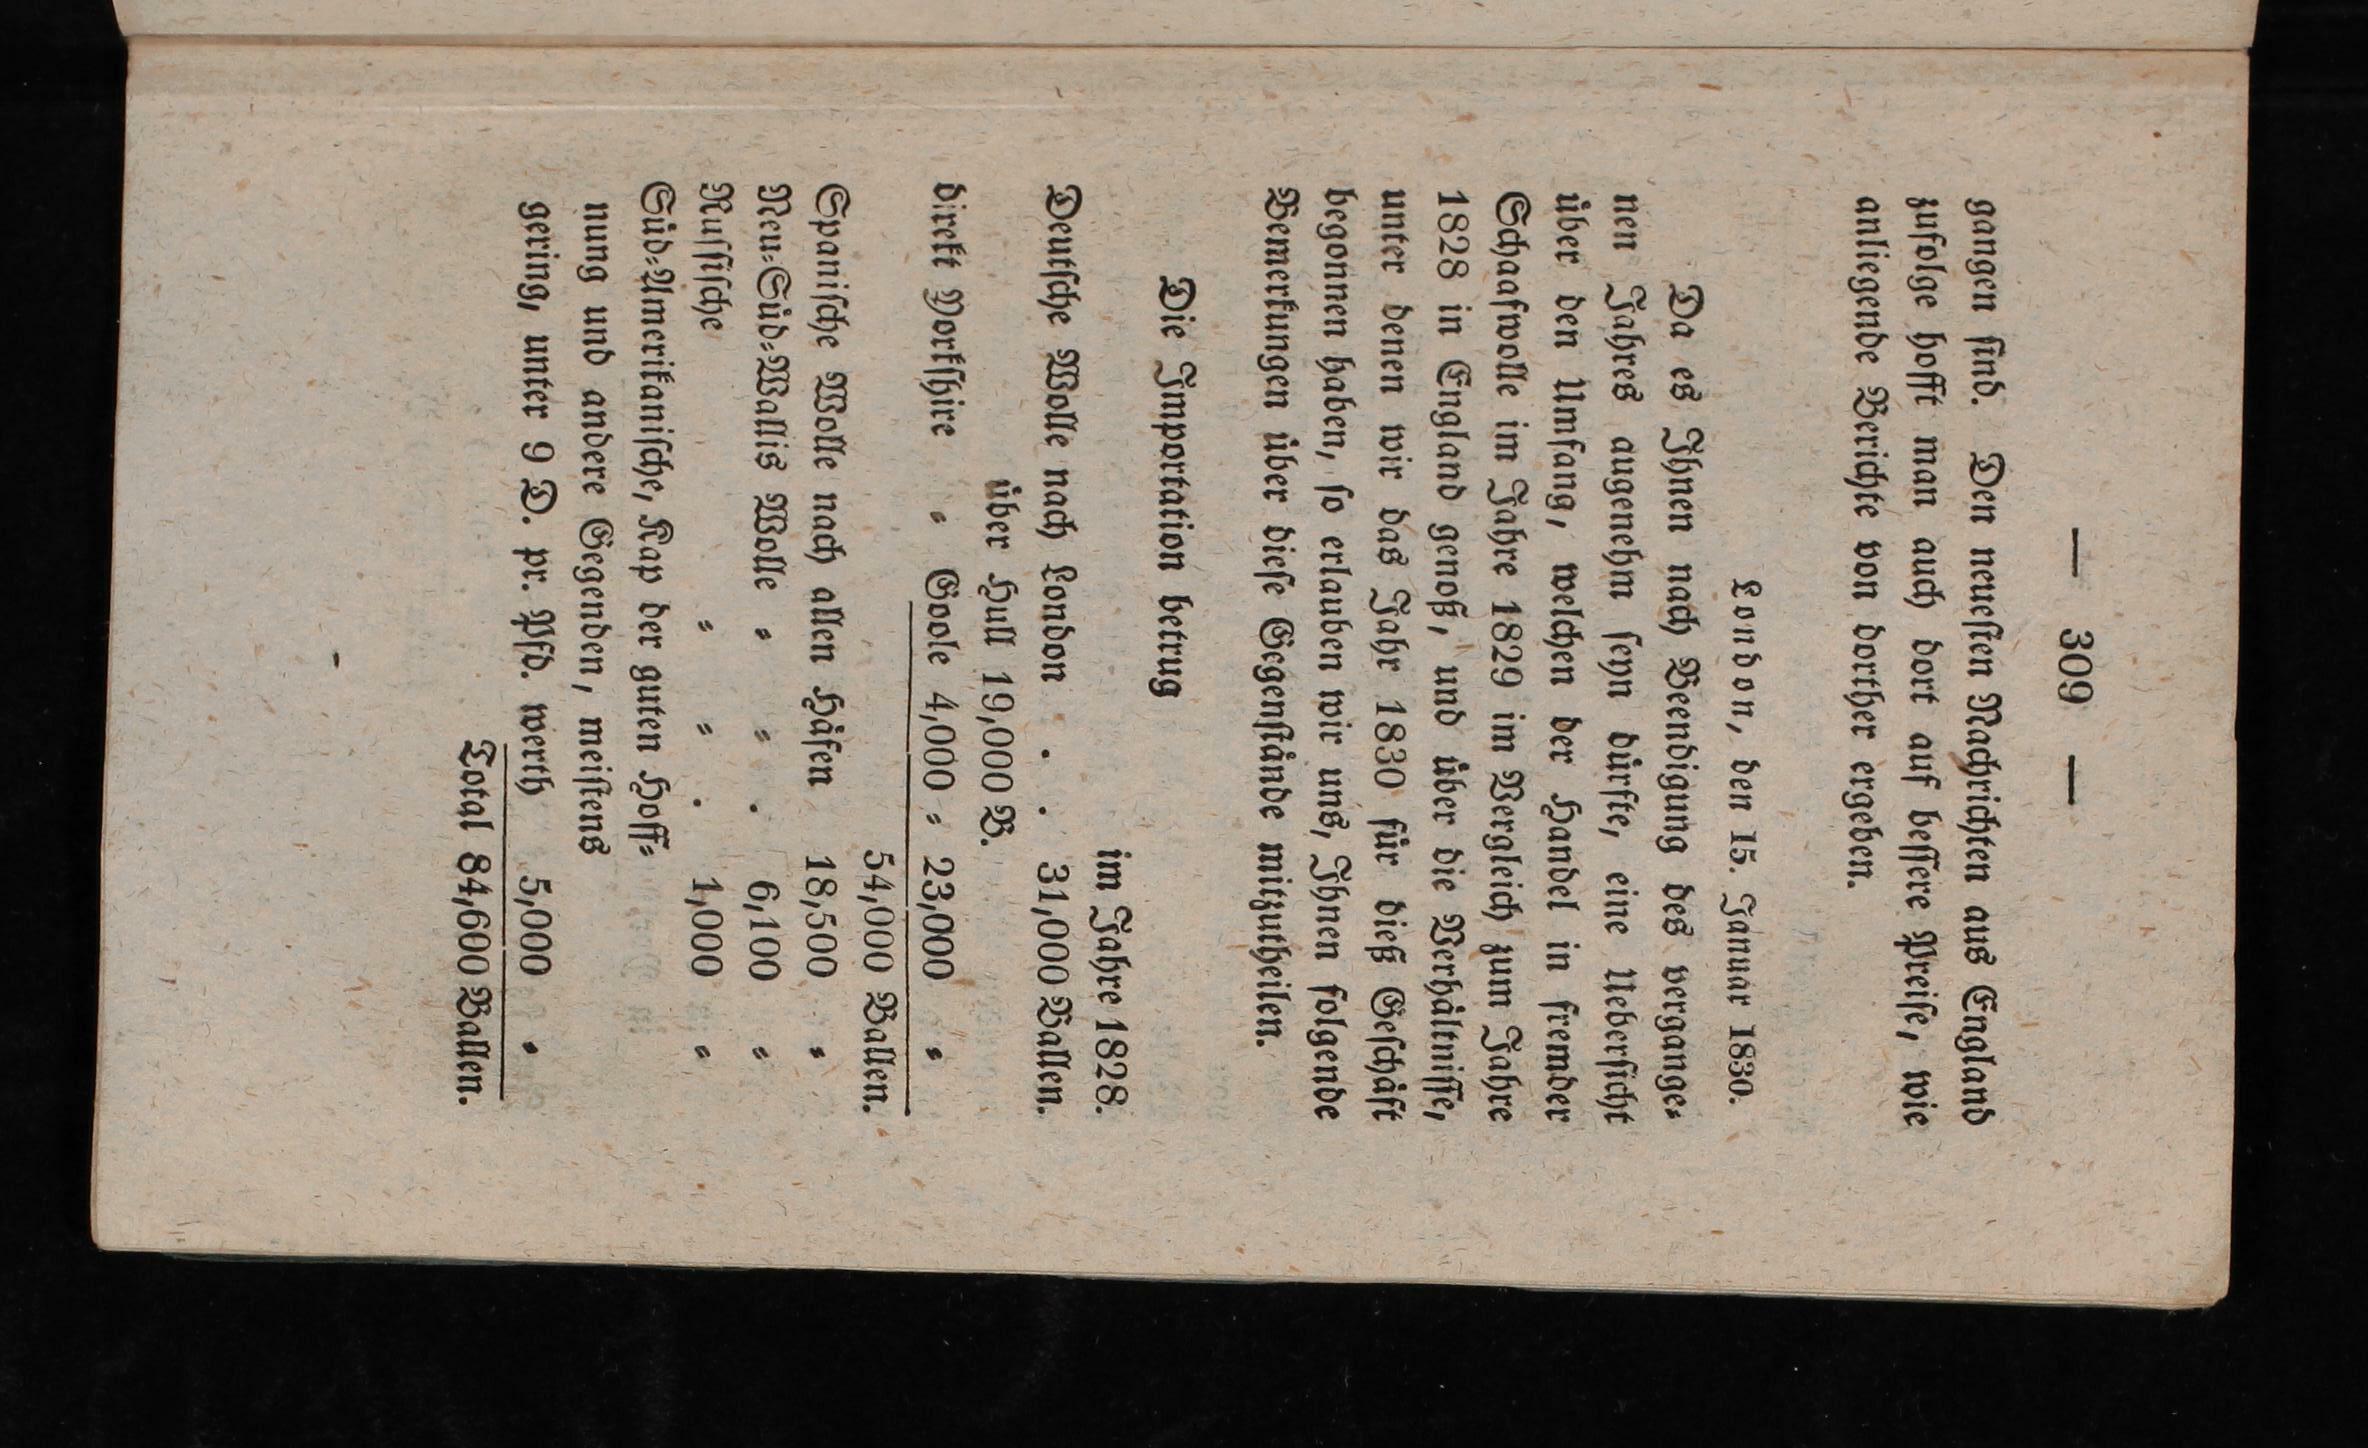 — 309 —
gangen sind. Den neuesten Nachrichten aus England
zufolge hofft man auch dort auf bessere Preise, wie
anliegende Berichte von dorther ergeben.
London, den 15. Januar 1830.
Da es Ihnen nach Beendigung des vergange-
nen Jahres angenehm seyn dürfte, eine Uebersicht
über den Umfang, welchen der Handel in fremder
Schaafwolle im Jahre 1829 im Vergleich zum Jahre
1828 in England genoß, und über die Verhältnisse,
unter denen wir das Jahr 1830 für dieß Geschäft
begonnen haben, so erlauben wir uns, Ihnen folgende
Bemerkungen über diese Gegenstände mitzutheilen.
Die Importation betrug
im Jahre 1828.
Deutsche Wolle nach London . . 31,000 Ballen.
über Hull 19,000 B.
direkt Yorkshire = Goole 4,000 = 23,000 =
54,000 Ballen.
Spanische Wolle nach allen Häfen 18,500 =
Neu-Süd-Wallis Wolle = = . 6,100 =
Russische = = . 1,000 =
Süd-Amerikanische, Kap der guten Hoff-
nung und andere Gegenden, meistens
gering, unter 9 D. pr. Pfd. werth 5,000 =
Total 84,600 Ballen.